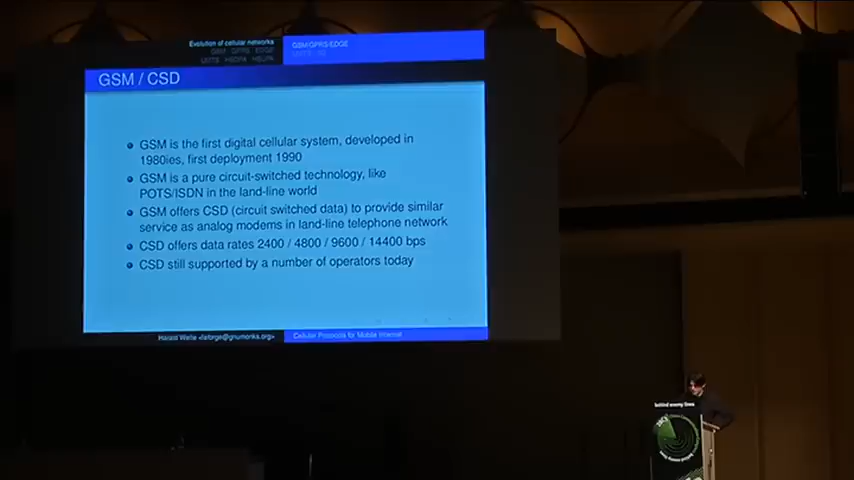 Evolution of cellular networks
GSM/GPRS/EDGE
GSM GPRS EDGE
UMTS HSDPA HSUPA
GSM / CSD
GSM is the first digital cellular system, developed in
1980ies, first deployment 1990
GSM is a pure circuit-switched technology, like
POTS/ISDN in the land-line world
GSM offers CSD (circuit switched data) to provide similar
service as analog modems in land-line telephone network
CSD offers data rates 2400 / 4800 / 9600 / 14400 bps
CSD still supported by a number of operators today
Harald Welte <laforge@gnumonks.org>
Cellular Protocols for Mobile Internet
behind enemy lines